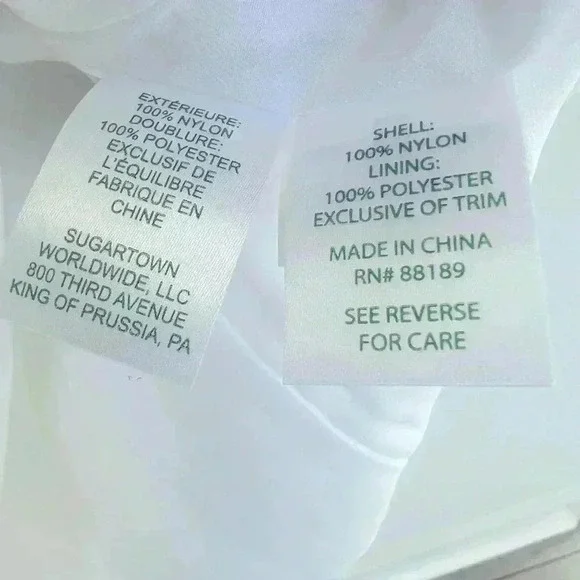 EXTÉRIEURE:
100% NYLON
DOUBLURE:
100% POLYESTER
EXCLUSIF DE
L'ÉQUILIBRE
FABRIQUE EN
CHINE
SUGARTOWN
WORLDWIDE, LLC
800 THIRD AVENUE
KING OF PRUSSIA, PA
SHELL:
100% NYLON
LINING:
100% POLYESTER
EXCLUSIVE OF TRIM
MADE IN CHINA
RN# 88189
SEE REVERSE
FOR CARE